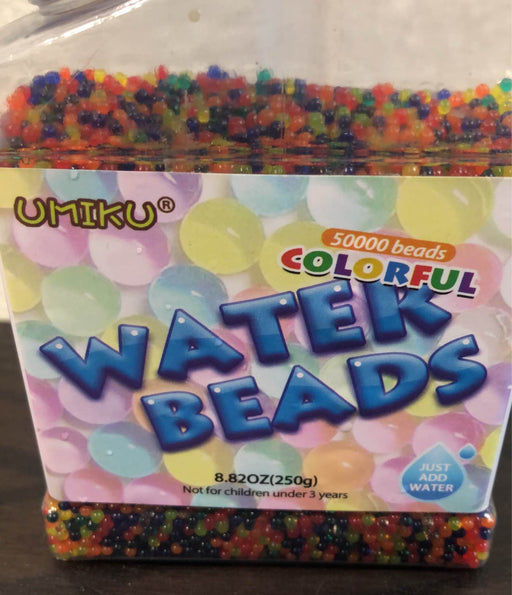 UMIKU®
50000 beads
COLORFUL
WATER
BEADS
8.82OZ(250g)
Not for children under 3 years
JUST
ADD
WATER